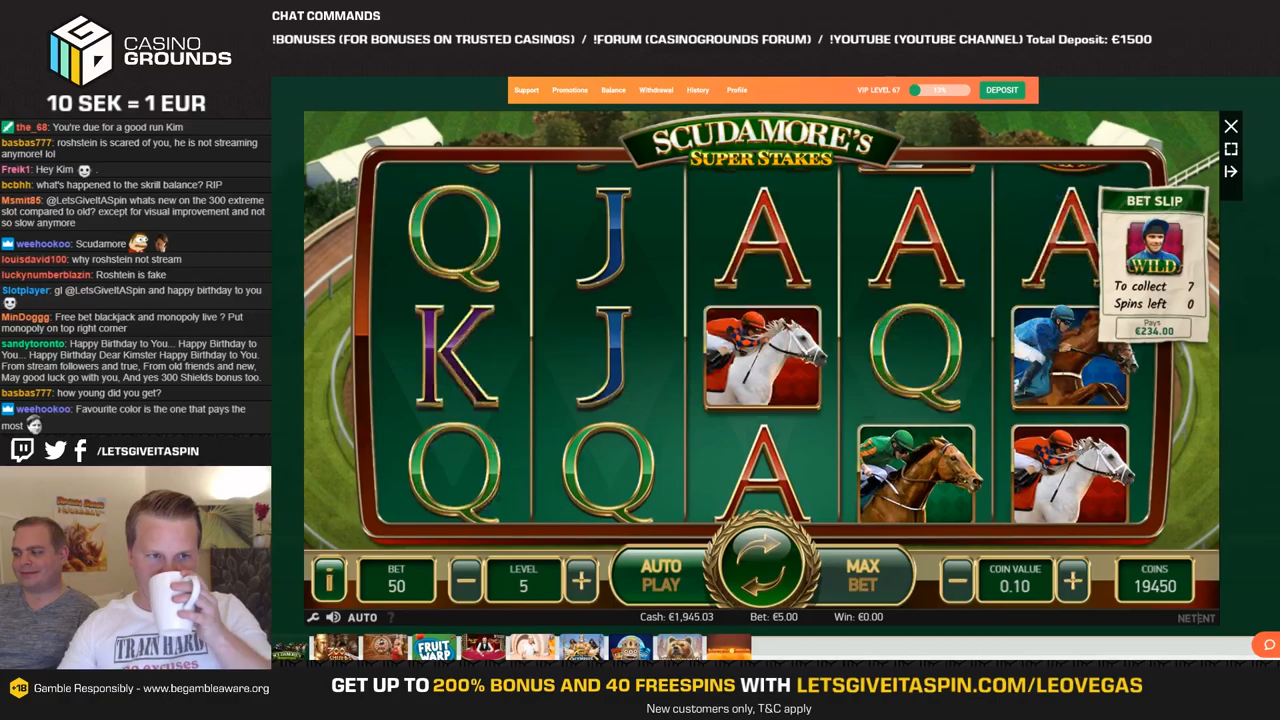 CHAT COMMANDS
!BONUSES (FOR BONUSES ON TRUSTED CASINOS) / !FORUM (CASINOGROUNDS FORUM) / !YOUTUBE (YOUTUBE CHANNEL) Total Deposit: €1500
CASINO
GROUNDS
10 SEK = 1 EUR
Support Promotions Balance Withdrawal History Profile VIP LEVEL 67 DEPOSIT
the_68: You're due for a good run Kim
basbas777: roshstein is scared of you, he is not streaming
anymore! lol
Freik1: Hey Kim .
bcbhh: what's happened to the skrill balance? RIP
Msmit85: @LetsGiveItASpin whats new on the 300 extreme
slot compared to old? except for visual improvement and not
so slow anymore
weehookoo: Scudamore
louisdavid100: why roshstein not stream
luckynumberblazin: Roshtein is fake
Slotplayer: gl @LetsGiveItASpin and happy birthday to you
MinDoggg: Free bet blackjack and monopoly live ? Put
monopoly on top right corner
sandytoronto: Happy Birthday to You... Happy Birthday to
You... Happy Birthday Dear Kimster Happy Birthday to You.
From stream followers and true, From old friends and new,
May good luck go with you, And yes 300 Shields bonus too.
basbas777: how young did you get?
weehookoo: Favourite color is the one that pays the
most
/LETSGIVEITASPIN
SCUDAMORE'S
SUPER STAKES
Q J A A A
K J Q
Q Q A
BET SLIP
WILD
To collect 7
Spins left 0
Pays
€234.00
BET
50
LEVEL
5
AUTO
PLAY
MAX
BET
COIN VALUE
0.10
COINS
19450
AUTO ? Cash: €1,945.03 Bet: €5.00 Win: €0.00 NETENT
FRUIT
WARP
TRAIN HARD
no excuses
+18 Gamble Responsibly - www.begambleaware.org
GET UP TO 200% BONUS AND 40 FREESPINS WITH LETSGIVEITASPIN.COM/LEOVEGAS
New customers only, T&C apply